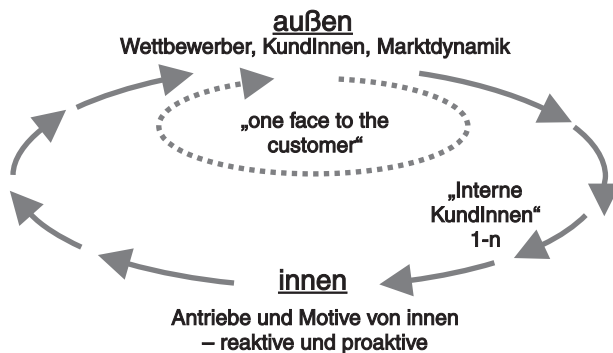 außen
Wettbewerber, KundInnen, Marktdynamik
„one face to the
customer“
„Interne
KundInnen“
1-n
innen
Antriebe und Motive von innen
– reaktive und proaktive